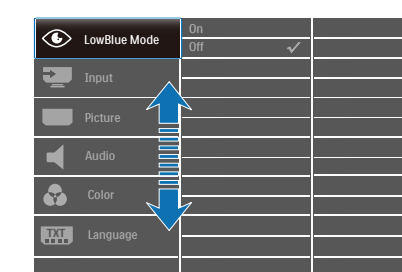 LowBlue Mode
On
Off
Input
Picture
Audio
Color
TXT
Language